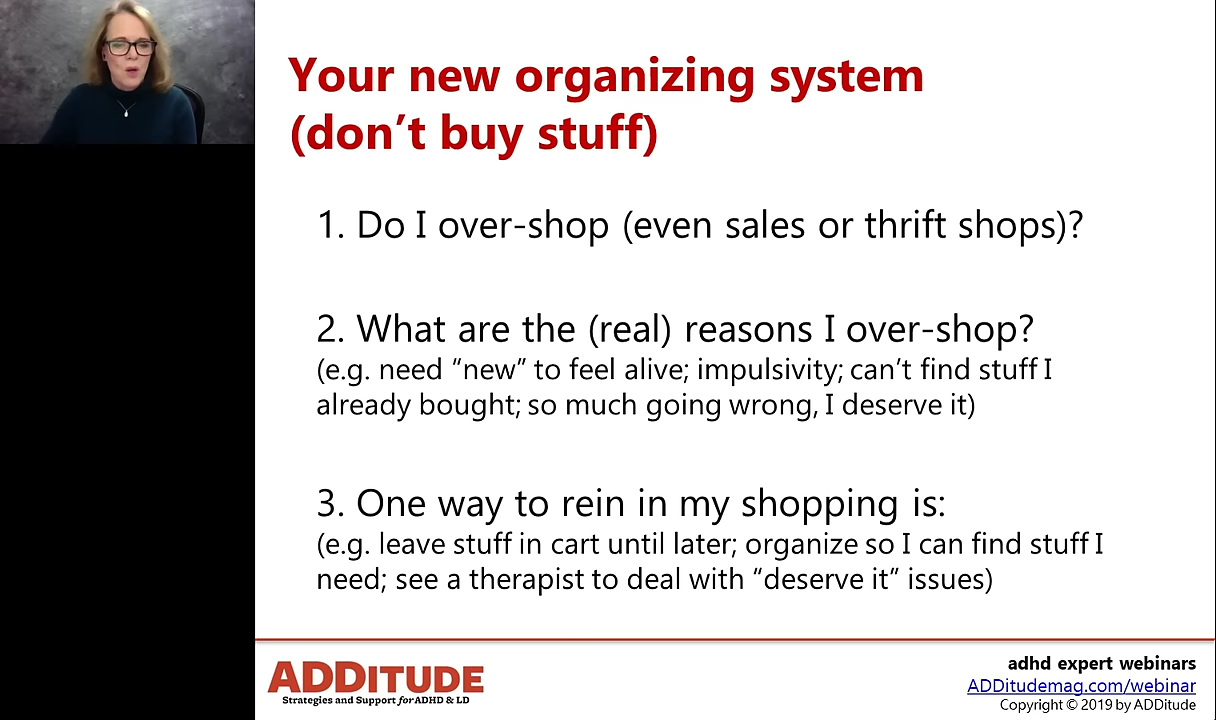 Your new organizing system
(don’t buy stuff)
1. Do I over-shop (even sales or thrift shops)?
2. What are the (real) reasons I over-shop?
(e.g. need “new” to feel alive; impulsivity; can’t find stuff I
already bought; so much going wrong, I deserve it)
3. One way to rein in my shopping is:
(e.g. leave stuff in cart until later; organize so I can find stuff I
need; see a therapist to deal with “deserve it” issues)
ADDITUDE
Strategies and Support for ADHD & LD
adhd expert webinars
ADDitudemag.com/webinar
Copyright © 2019 by ADDitude